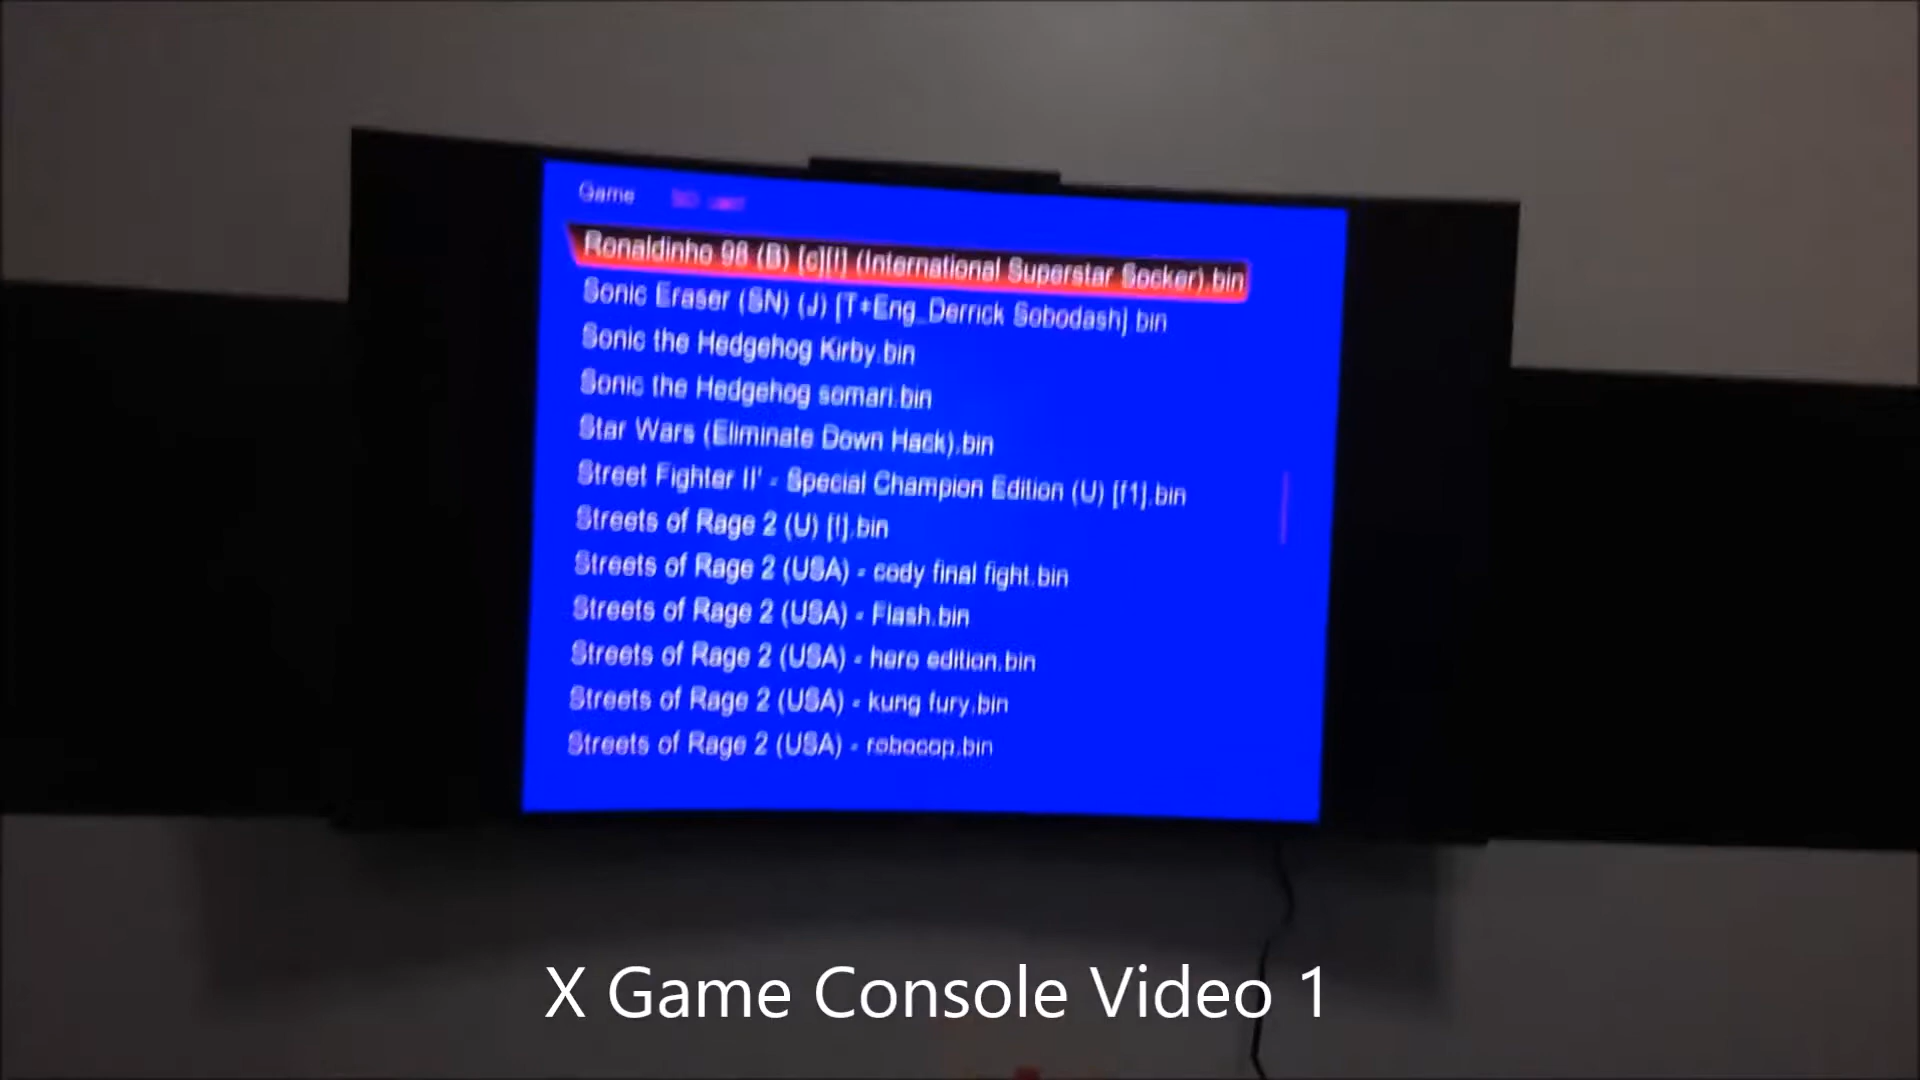 Game SD card
Ronaldinho 98 (B) [c][!] (International Superstar Socker).bin
Sonic Eraser (SN) (J) [T+Eng_Derrick Sobodash].bin
Sonic the Hedgehog Kirby.bin
Sonic the Hedgehog somari.bin
Star Wars (Eliminate Down Hack).bin
Street Fighter II' - Special Champion Edition (U) [f1].bin
Streets of Rage 2 (U) [!].bin
Streets of Rage 2 (USA) - cody final fight.bin
Streets of Rage 2 (USA) - Flash.bin
Streets of Rage 2 (USA) - hero edition.bin
Streets of Rage 2 (USA) - kung fury.bin
Streets of Rage 2 (USA) - robocop.bin
X Game Console Video 1